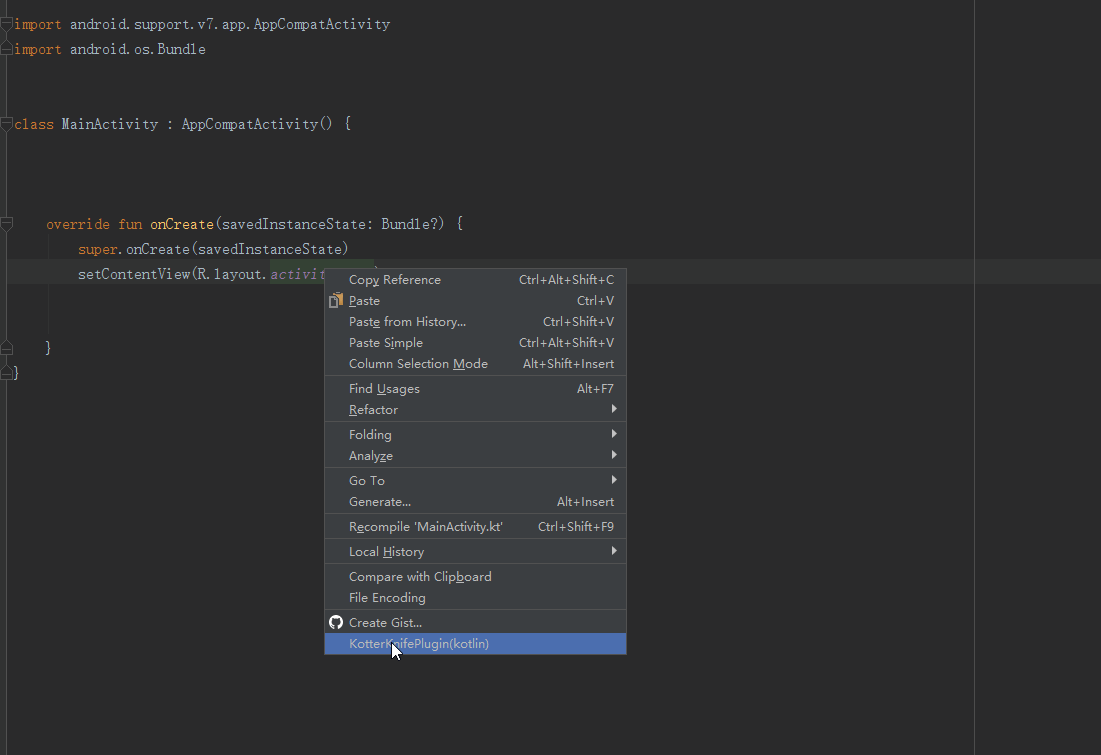 import android.support.v7.app.AppCompatActivity
import android.os.Bundle
class MainActivity : AppCompatActivity() {
override fun onCreate(savedInstanceState: Bundle?) {
super.onCreate(savedInstanceState)
setContentView(R.layout.activit
}
}
Copy Reference Ctrl+Alt+Shift+C
Paste Ctrl+V
Paste from History... Ctrl+Shift+V
Paste Simple Ctrl+Alt+Shift+V
Column Selection Mode Alt+Shift+Insert
Find Usages Alt+F7
Refactor
Folding
Analyze
Go To
Generate... Alt+Insert
Recompile 'MainActivity.kt' Ctrl+Shift+F9
Local History
Compare with Clipboard
File Encoding
Create Gist...
KotterKnifePlugin(kotlin)